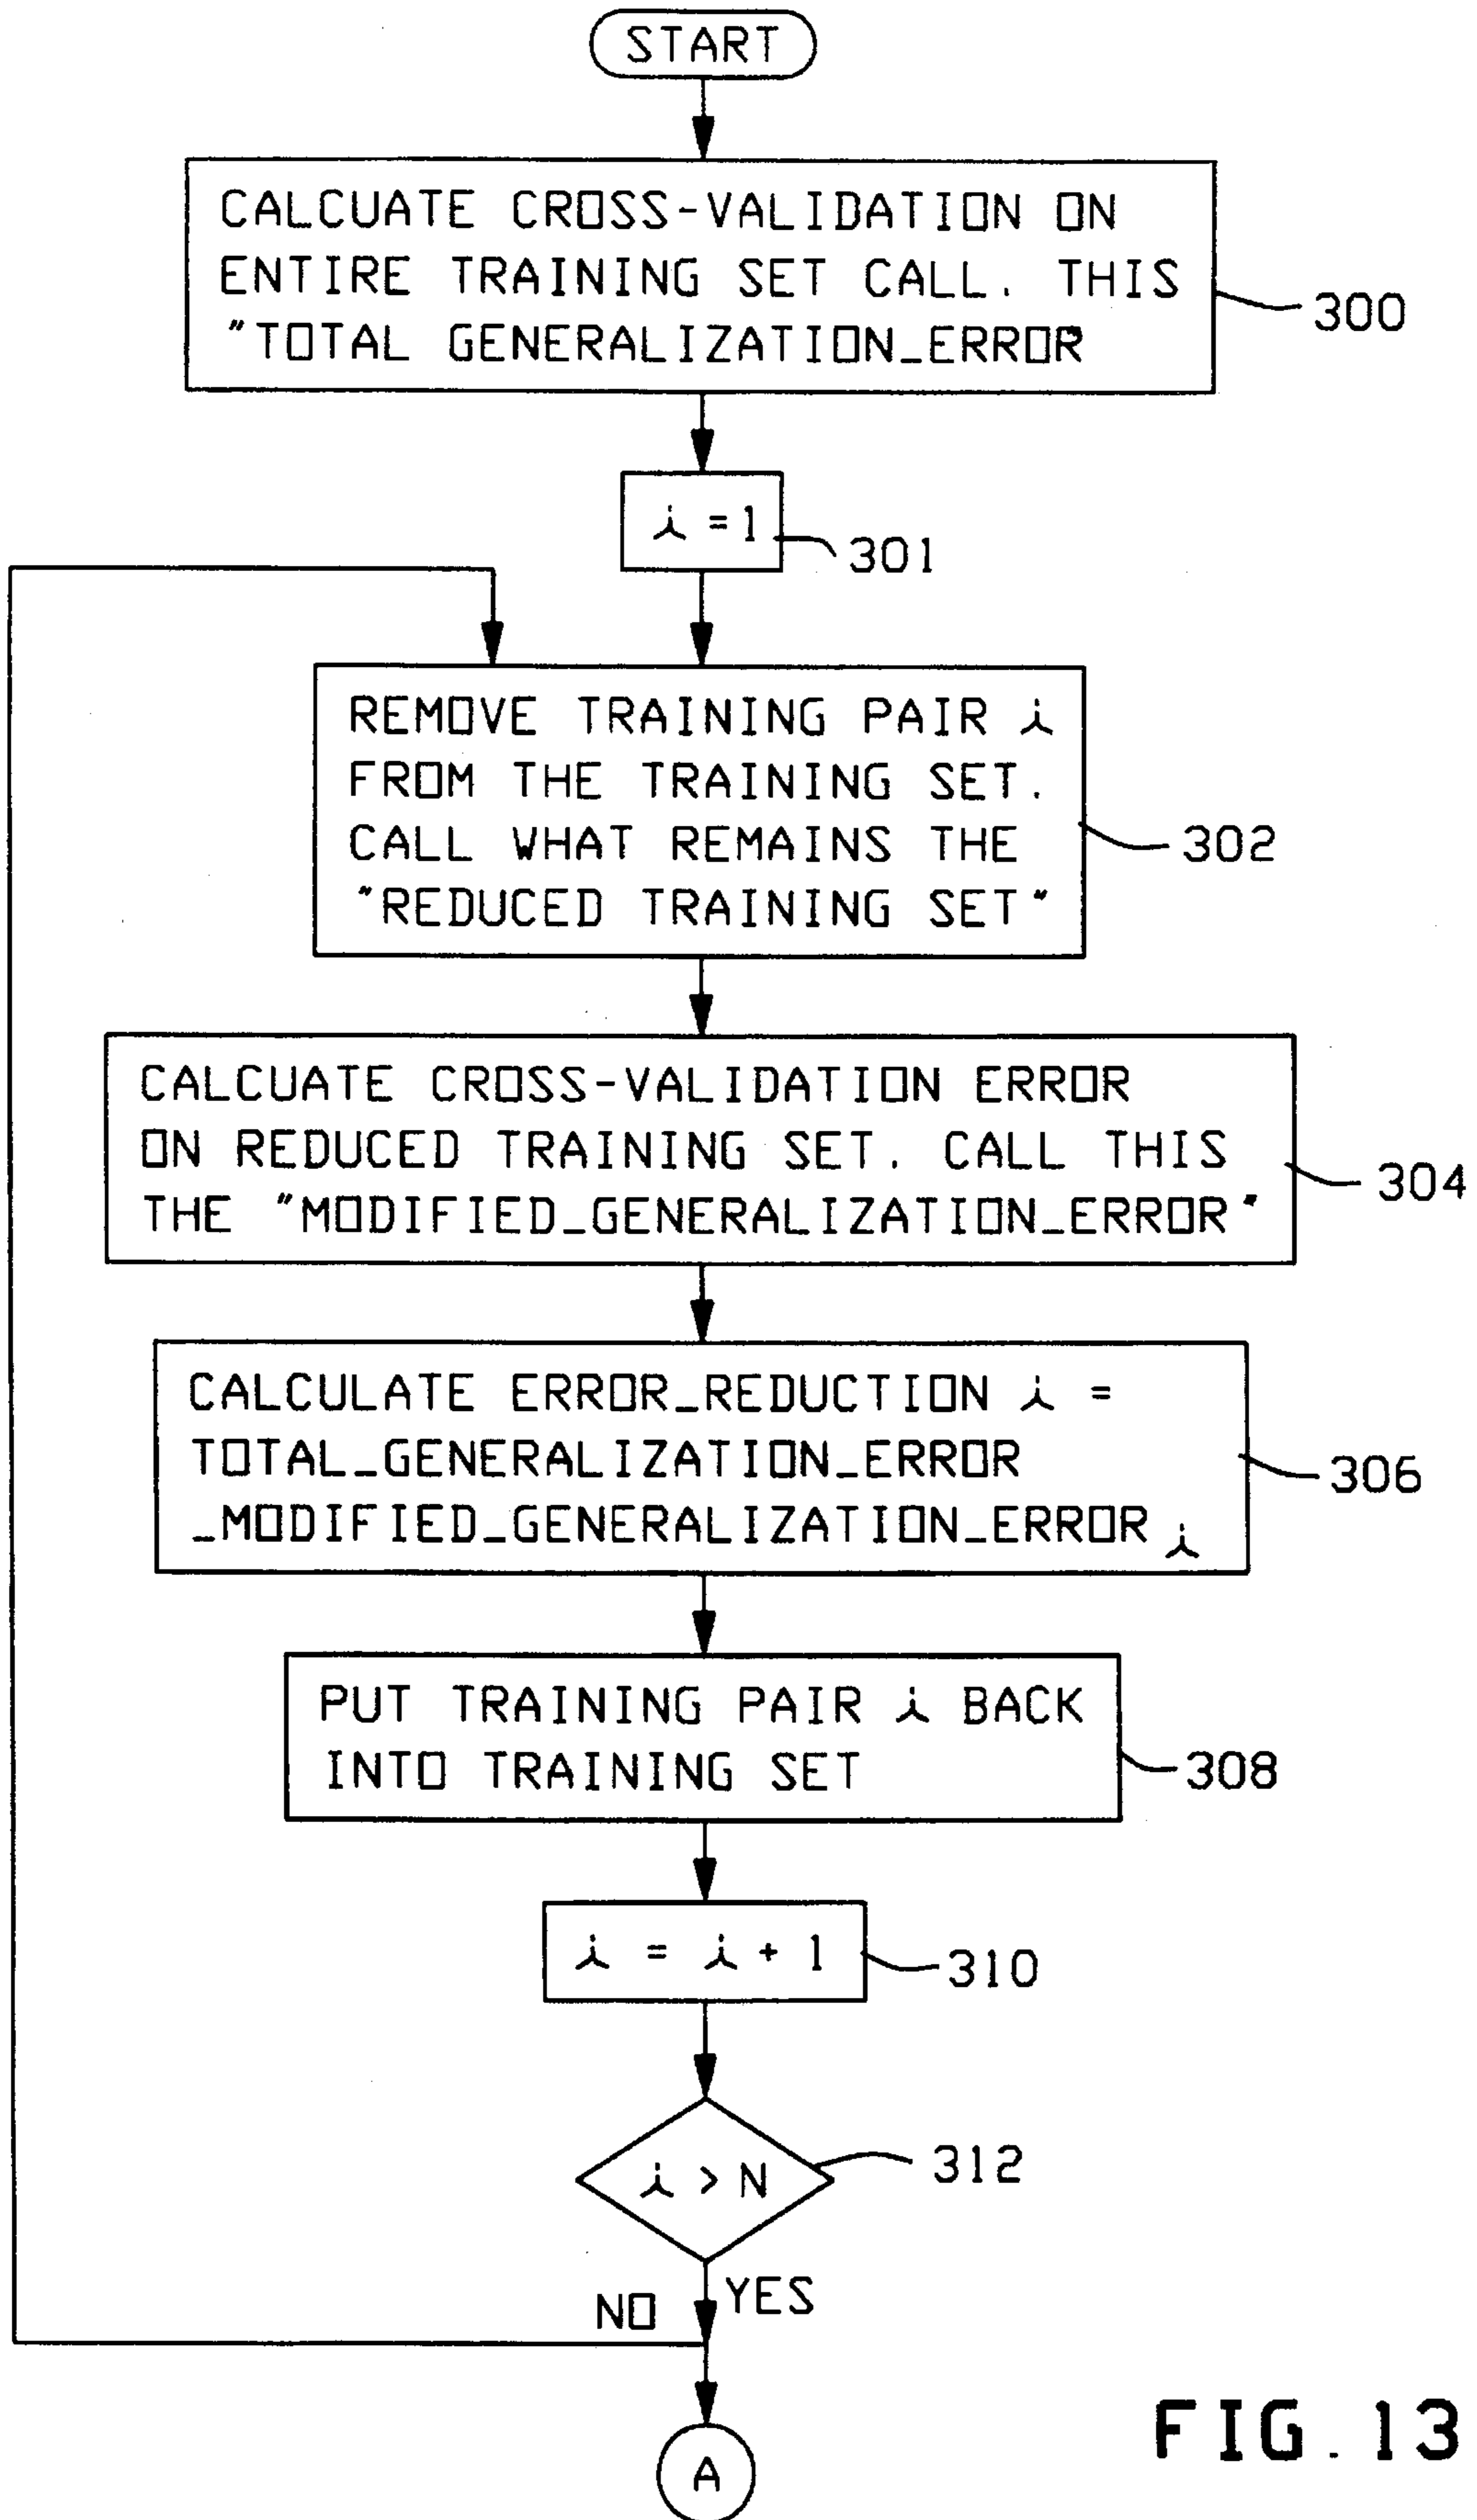 START
CALCUATE CROSS-VALIDATION ON
ENTIRE TRAINING SET CALL. THIS
"TOTAL GENERALIZATION_ERROR"
300
i =1
301
REMOVE TRAINING PAIR i
FROM THE TRAINING SET.
CALL WHAT REMAINS THE
"REDUCED TRAINING SET"
302
CALCUATE CROSS-VALIDATION ERROR
ON REDUCED TRAINING SET. CALL THIS
THE "MODIFIED_GENERALIZATION_ERROR"
304
CALCULATE ERROR_REDUCTION i =
TOTAL_GENERALIZATION_ERROR
_MODIFIED_GENERALIZATION_ERROR i
306
PUT TRAINING PAIR i BACK
INTO TRAINING SET
308
i = i + 1
310
i > N
312
NO
YES
A
FIG. 13